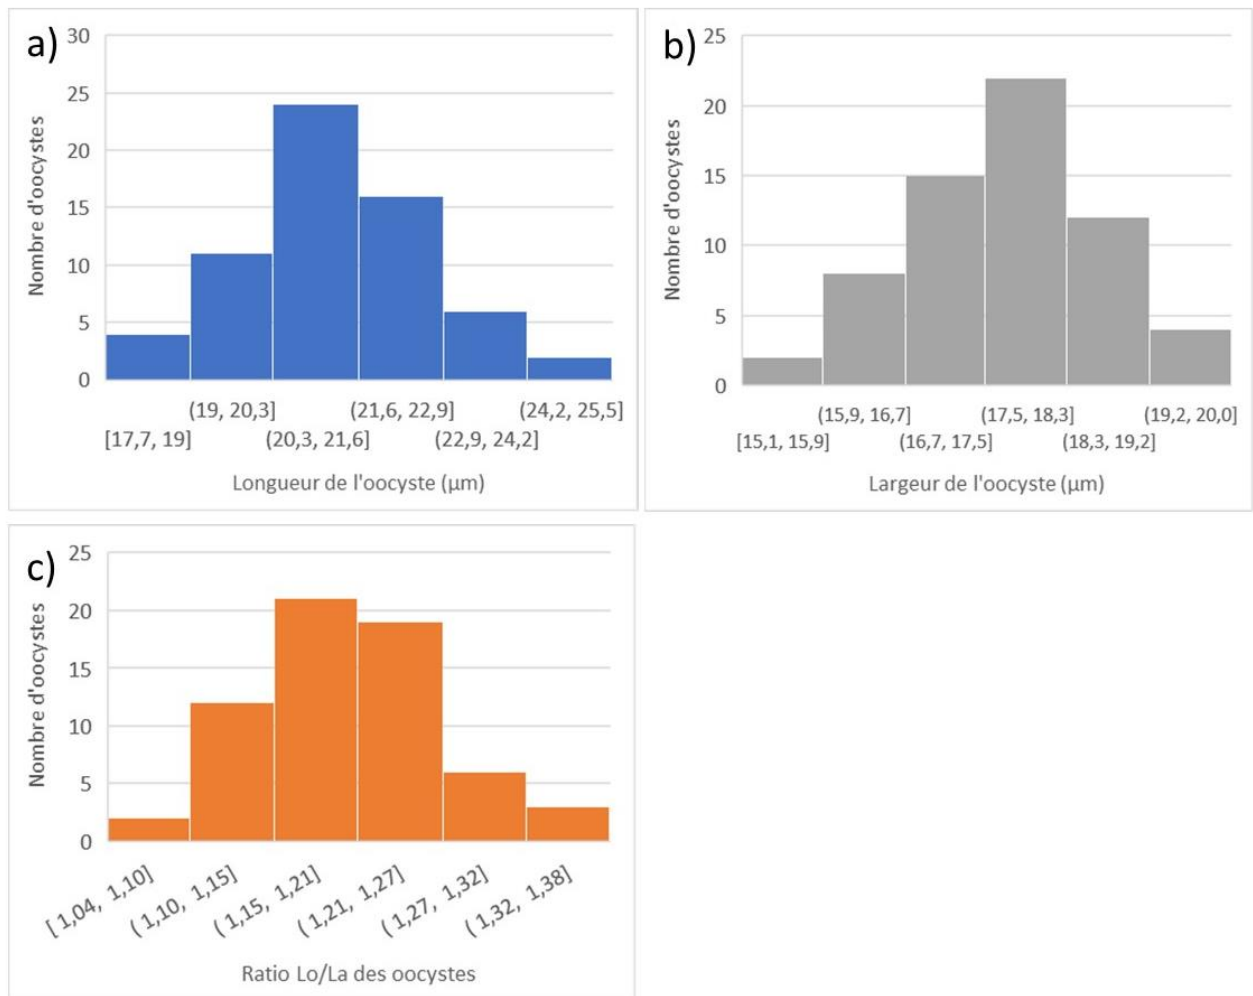 a)
30
25
20
15
10
5
0
Nombre d'oocystes
(19, 20,3] (21,6, 22,9] (24,2, 25,5]
[17,7, 19] (20,3, 21,6] (22,9, 24,2]
Longueur de l'oocyste (µm)
b)
25
20
15
10
5
0
Nombre d'oocystes
(15,9, 16,7] (17,5, 18,3] (19,2, 20,0]
[15,1, 15,9] (16,7, 17,5] (18,3, 19,2]
Largeur de l'oocyste (µm)
c)
25
20
15
10
5
0
Nombre d'oocystes
[ 1,04, 1,10]
( 1,10, 1,15]
( 1,15, 1,21]
( 1,21, 1,27]
( 1,27, 1,32]
( 1,32, 1,38]
Ratio Lo/La des oocystes